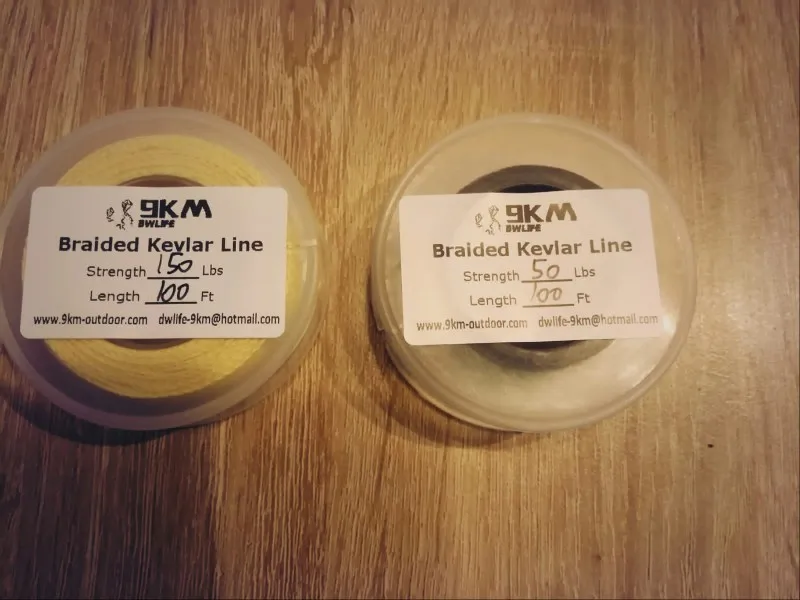 9KM
DWLIFE
Braided Kevlar Line
Strength 150 Lbs
Length 100 Ft
www.9km-outdoor.com dwlife-9km@hotmail.com
9KM
DWLIFE
Braided Kevlar Line
Strength 50 Lbs
Length 100 Ft
www.9km-outdoor.com dwlife-9km@hotmail.com